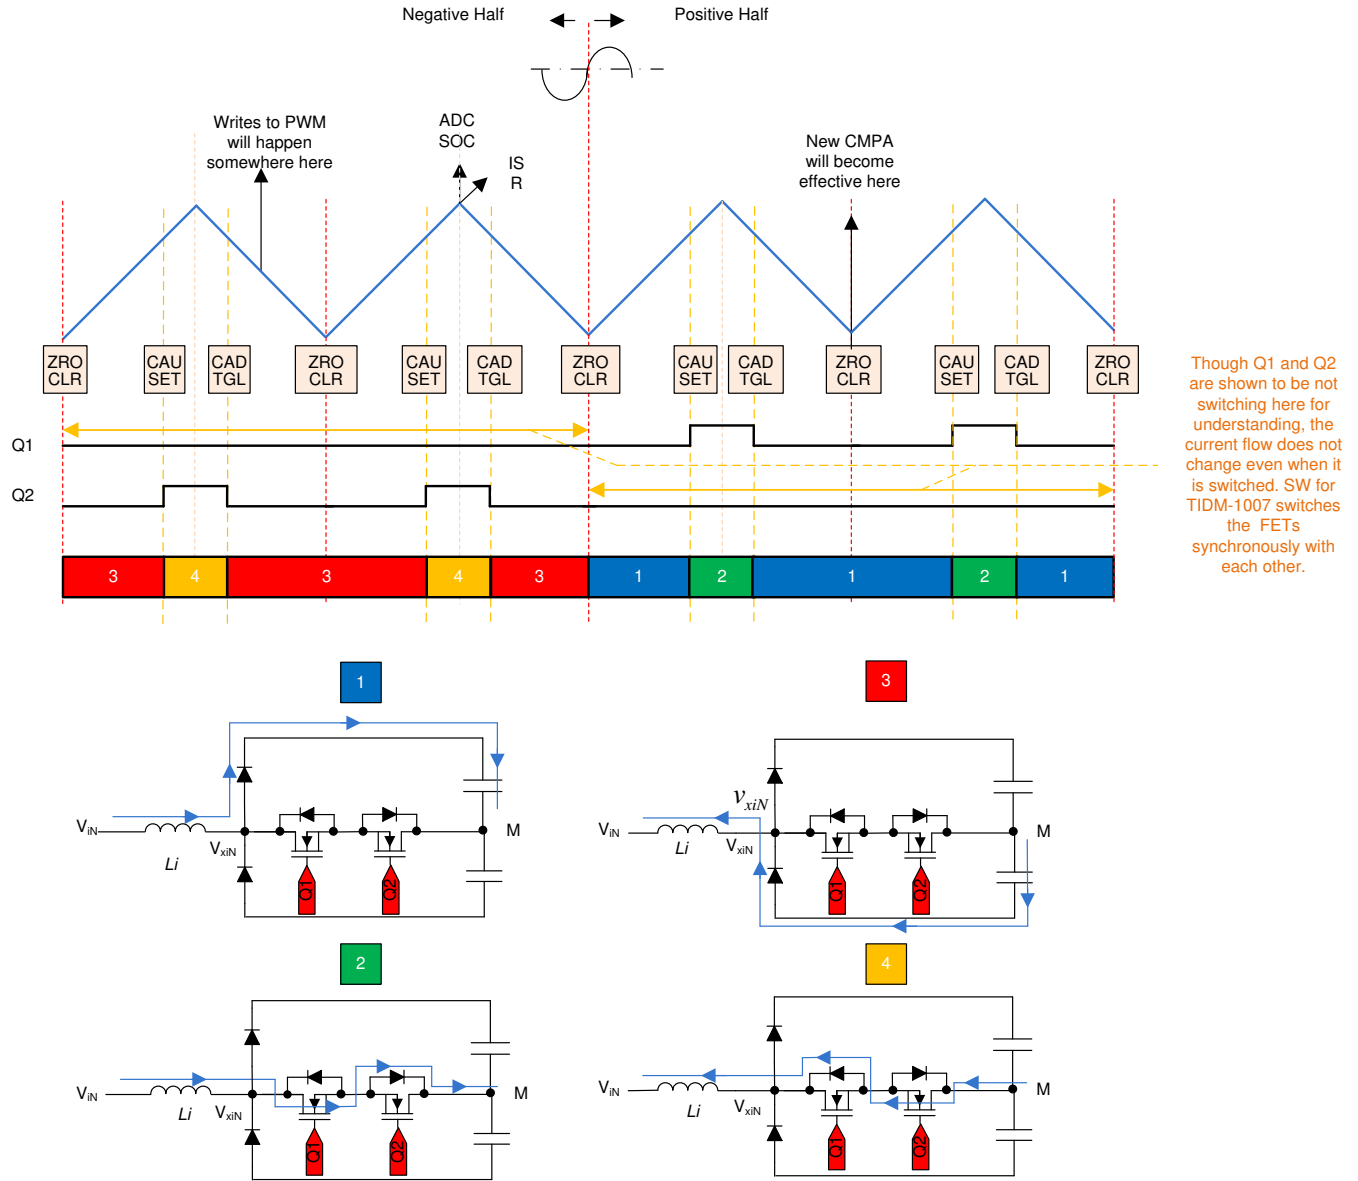 Negative Half
Positive Half
Writes to PWM
will happen
somewhere here
ADC
SOC
IS
R
New CMPA
will become
effective here
ZRO
CLR
CAU
SET
CAD
TGL
ZRO
CLR
CAU
SET
CAD
TGL
ZRO
CLR
CAU
SET
CAD
TGL
ZRO
CLR
CAU
SET
CAD
TGL
ZRO
CLR
Though Q1 and Q2
are shown to be not
switching here for
understanding, the
current flow does not
change even when it
is switched. SW for
TIDM-1007 switches
the FETs
synchronously with
each other.
Q1
Q2
3 4 3 4 3 1 2 1 2 1
1
ViN
Li
VxiN
Q1
Q2
M
3
vxiN
ViN
Li
VxiN
Q1
Q2
M
2
ViN
Li
VxiN
Q1
Q2
M
4
ViN
Li
VxiN
Q1
Q2
M